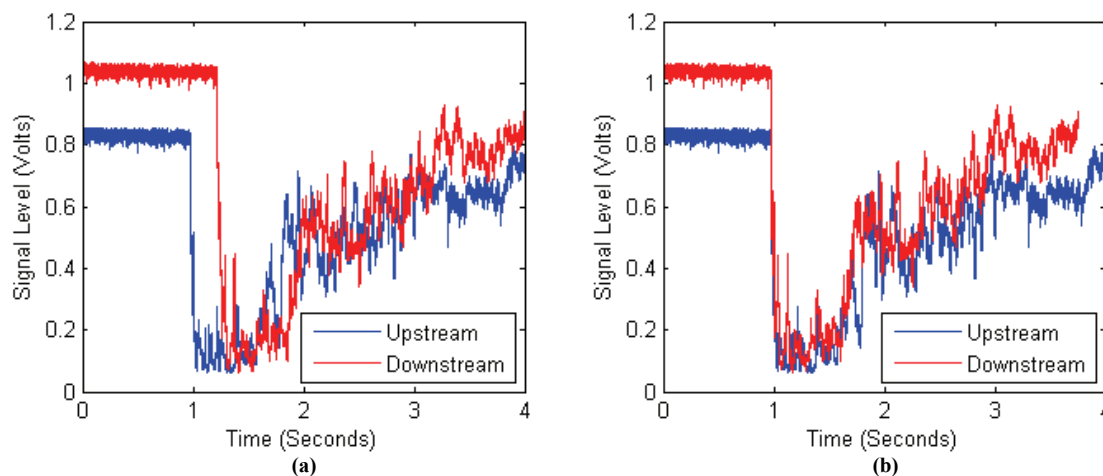 1.2
1
0.8
0.6
0.4
0.2
0
Signal Level (Volts)
Upstream
Downstream
0 1 2 3 4
Time (Seconds)
(a)
1.2
1
0.8
0.6
0.4
0.2
0
Signal Level (Volts)
Upstream
Downstream
0 1 2 3 4
Time (Seconds)
(b)